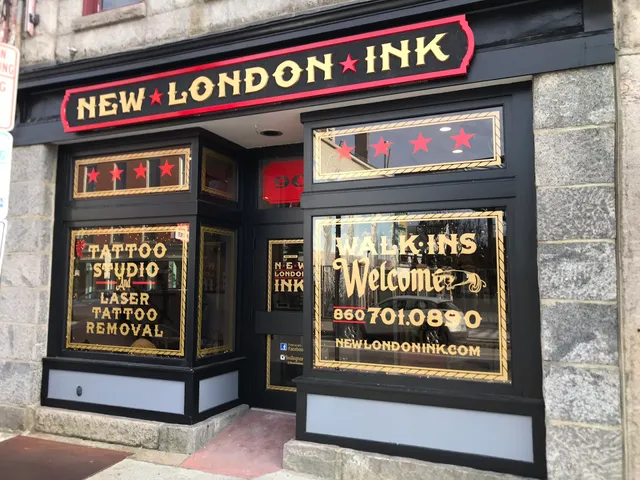 NEW ★ LONDON ★ INK
TATTOO
STUDIO
And
LASER
TATTOO
REMOVAL
NEW
LONDON
INK
WALK-INS
Welcome
860 701.0890
NEWLONDONINK.COM